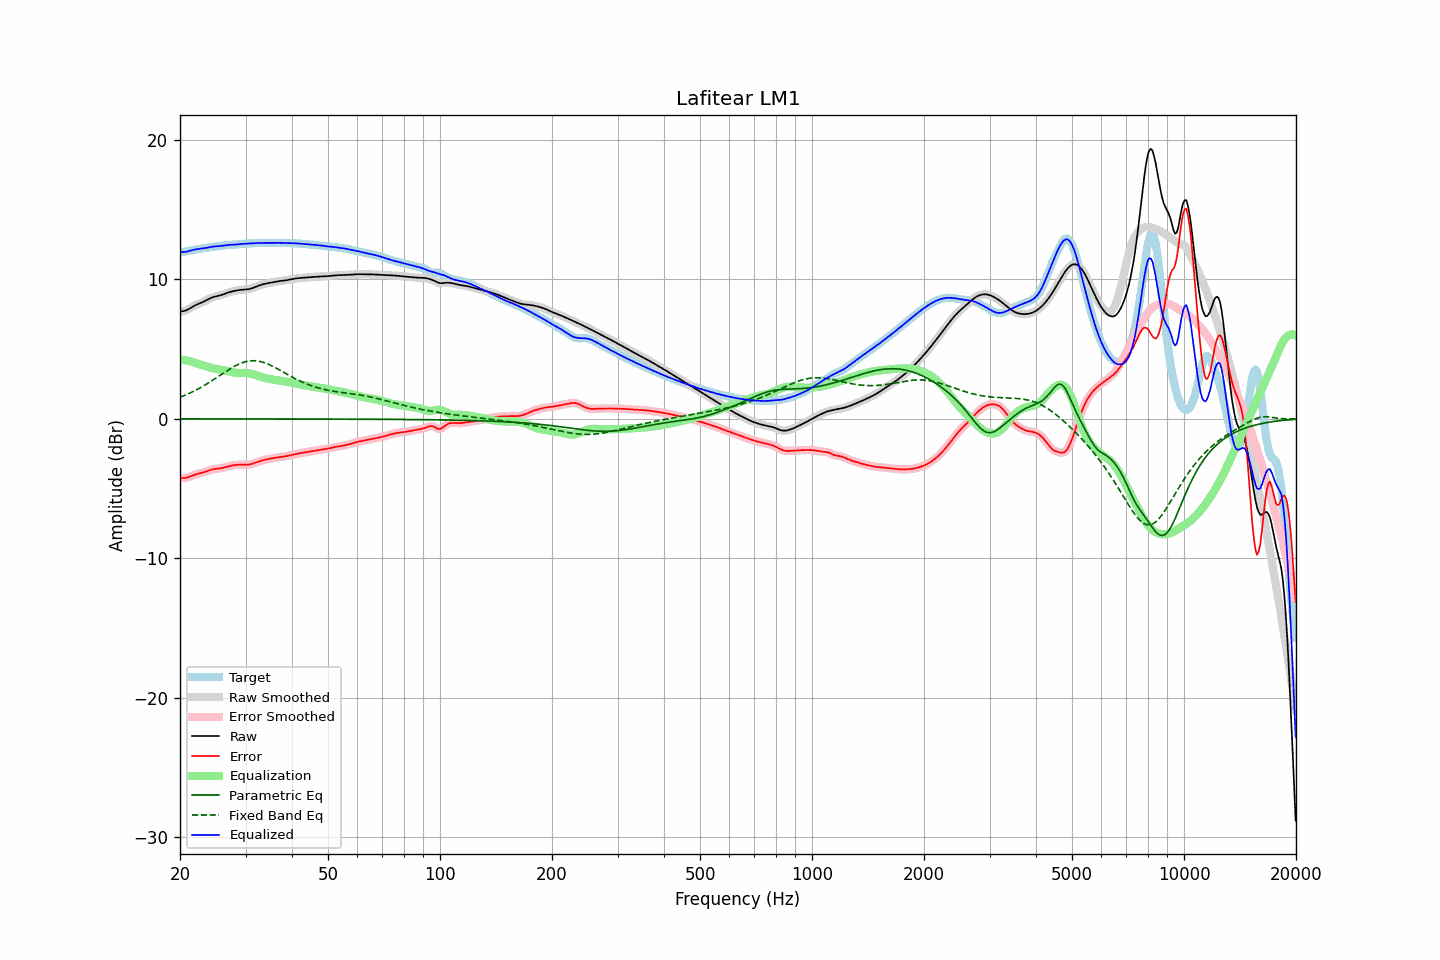 Lafitear LM1
Amplitude (dBr)
20
10
0
−10
−20
−30
Target
Raw Smoothed
Error Smoothed
Raw
Error
Equalization
Parametric Eq
Fixed Band Eq
Equalized
20 50 100 200 500 1000 2000 5000 10000 20000
Frequency (Hz)